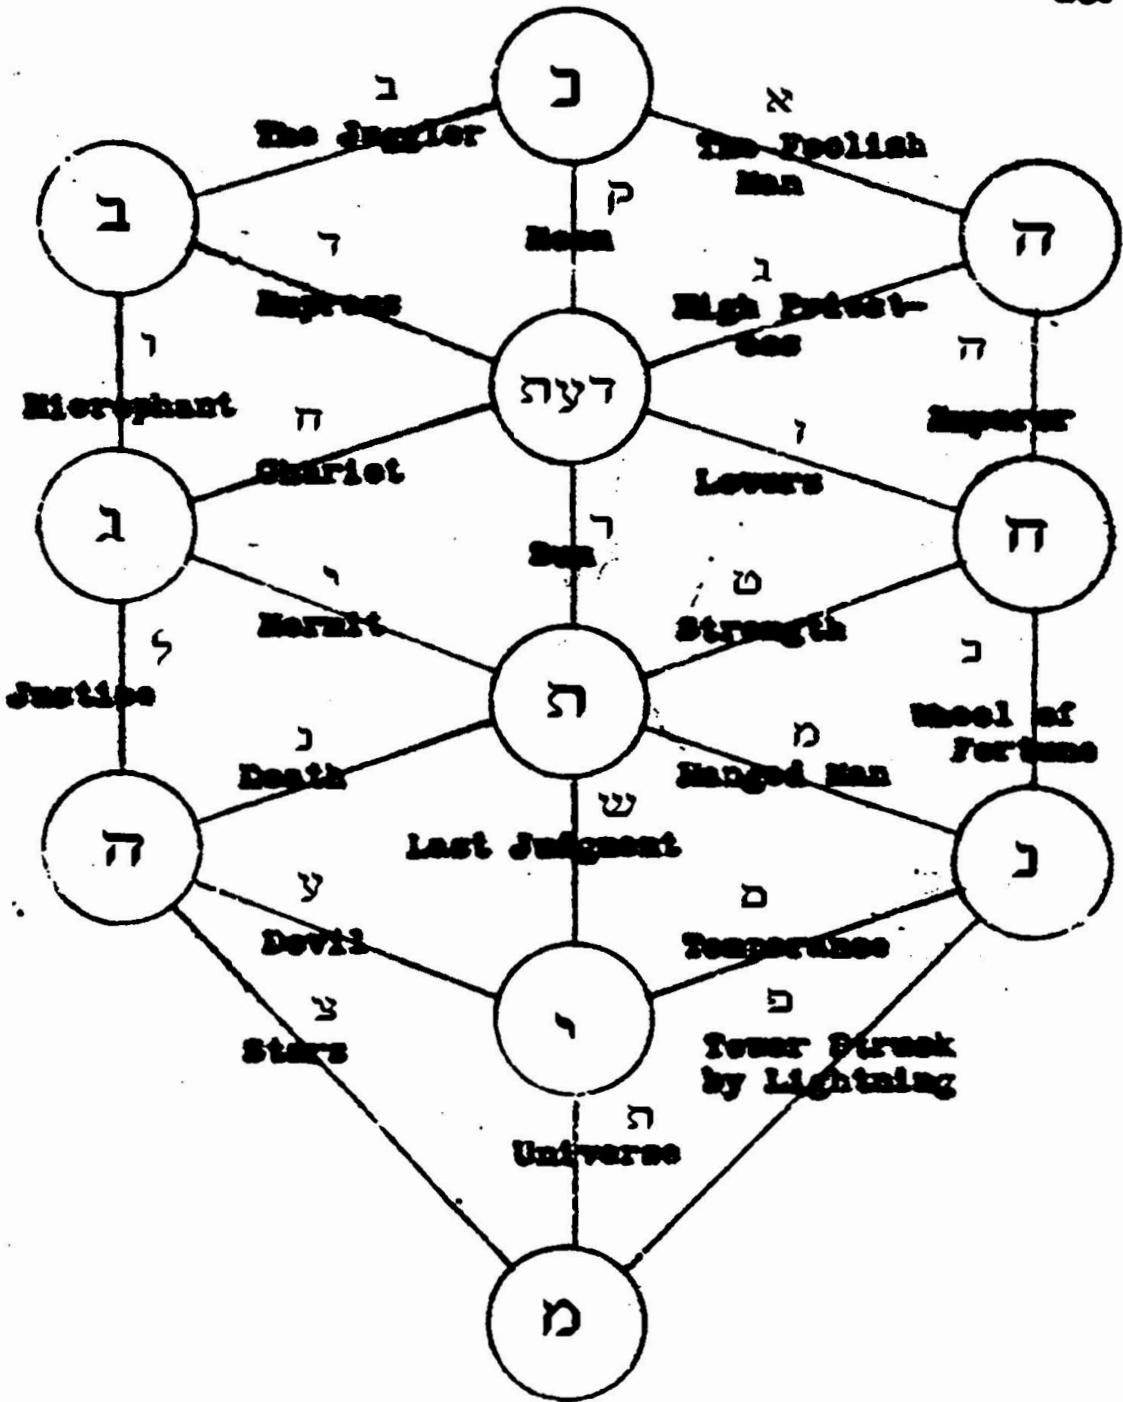 כ
ב
א
The Juggler
The Foolish
Man
ב
ק
ה
ד
Moon
ב
Empress
High Priest-
ess
ו
דעת
ה
Hierophant
ח
ז
Emperor
Chariot
Lovers
ג
ר
ח
Sun
י
ט
Hermit
Strength
ל
כ
Justice
ת
Wheel of
Fortune
נ
מ
Death
Hanged Man
ש
ה
Last Judgment
נ
ע
ם
Devil
Temperance
צ
י
פ
Stars
Tower Struck
by Lightning
ת
Universe
מ